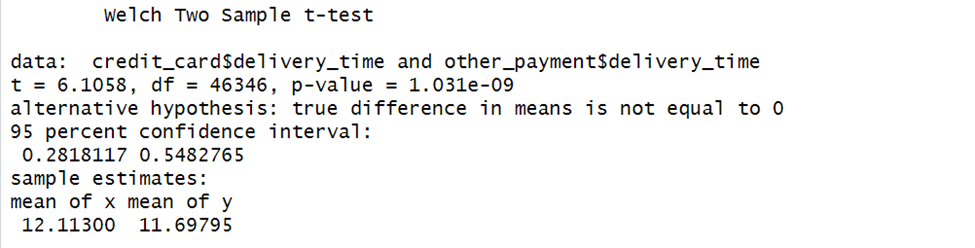 Welch Two Sample t-test
data: credit_card$delivery_time and other_payment$delivery_time
t = 6.1058, df = 46346, p-value = 1.031e-09
alternative hypothesis: true difference in means is not equal to 0
95 percent confidence interval:
0.2818117 0.5482765
sample estimates:
mean of x mean of y
12.11300 11.69795